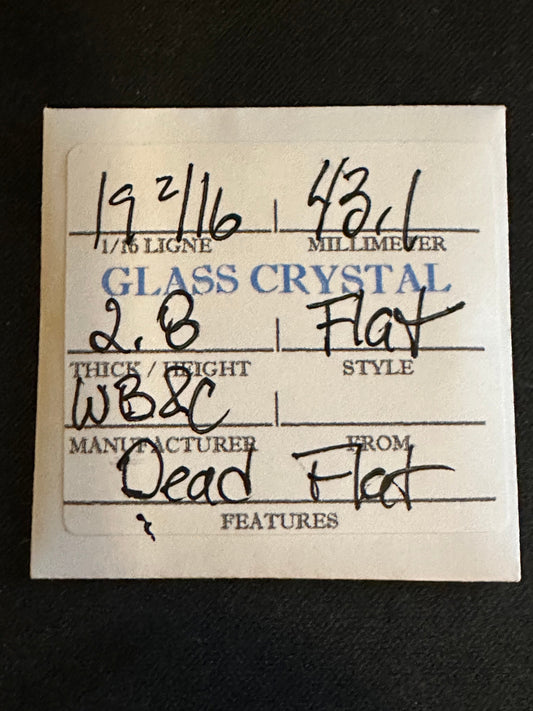 19 2/16 43.1
1/16 LIGNE MILLIMETER
GLASS CRYSTAL
2.8 Flat
THICK / HEIGHT STYLE
WB&C
MANUFACTURER FROM
Dead Flat
FEATURES